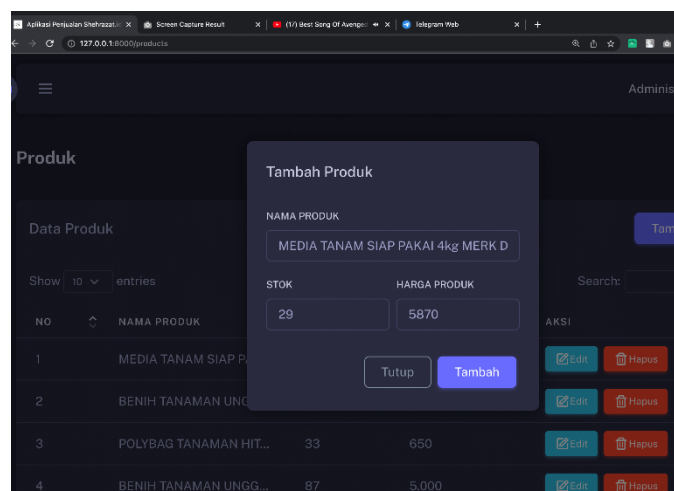 Aplikasi Penjualan Shehrazat.ic
Screen Capture Result
(17) Best Song Of Avenged
Telegram Web
127.0.0.1:8000/products
Adminis
Produk
Tambah Produk
Data Produk
Tam
NAMA PRODUK
MEDIA TANAM SIAP PAKAI 4kg MERK D
Show 10 entries
Search:
STOK HARGA PRODUK
29 5870
NO NAMA PRODUK AKSI
Tutup Tambah
1 MEDIA TANAM SIAP PA Edit Hapus
2 BENIH TANAMAN UNG Edit Hapus
3 POLYBAG TANAMAN HIT... 33 650 Edit Hapus
4 BENIH TANAMAN UNGG... 87 5.000 Edit Hapus